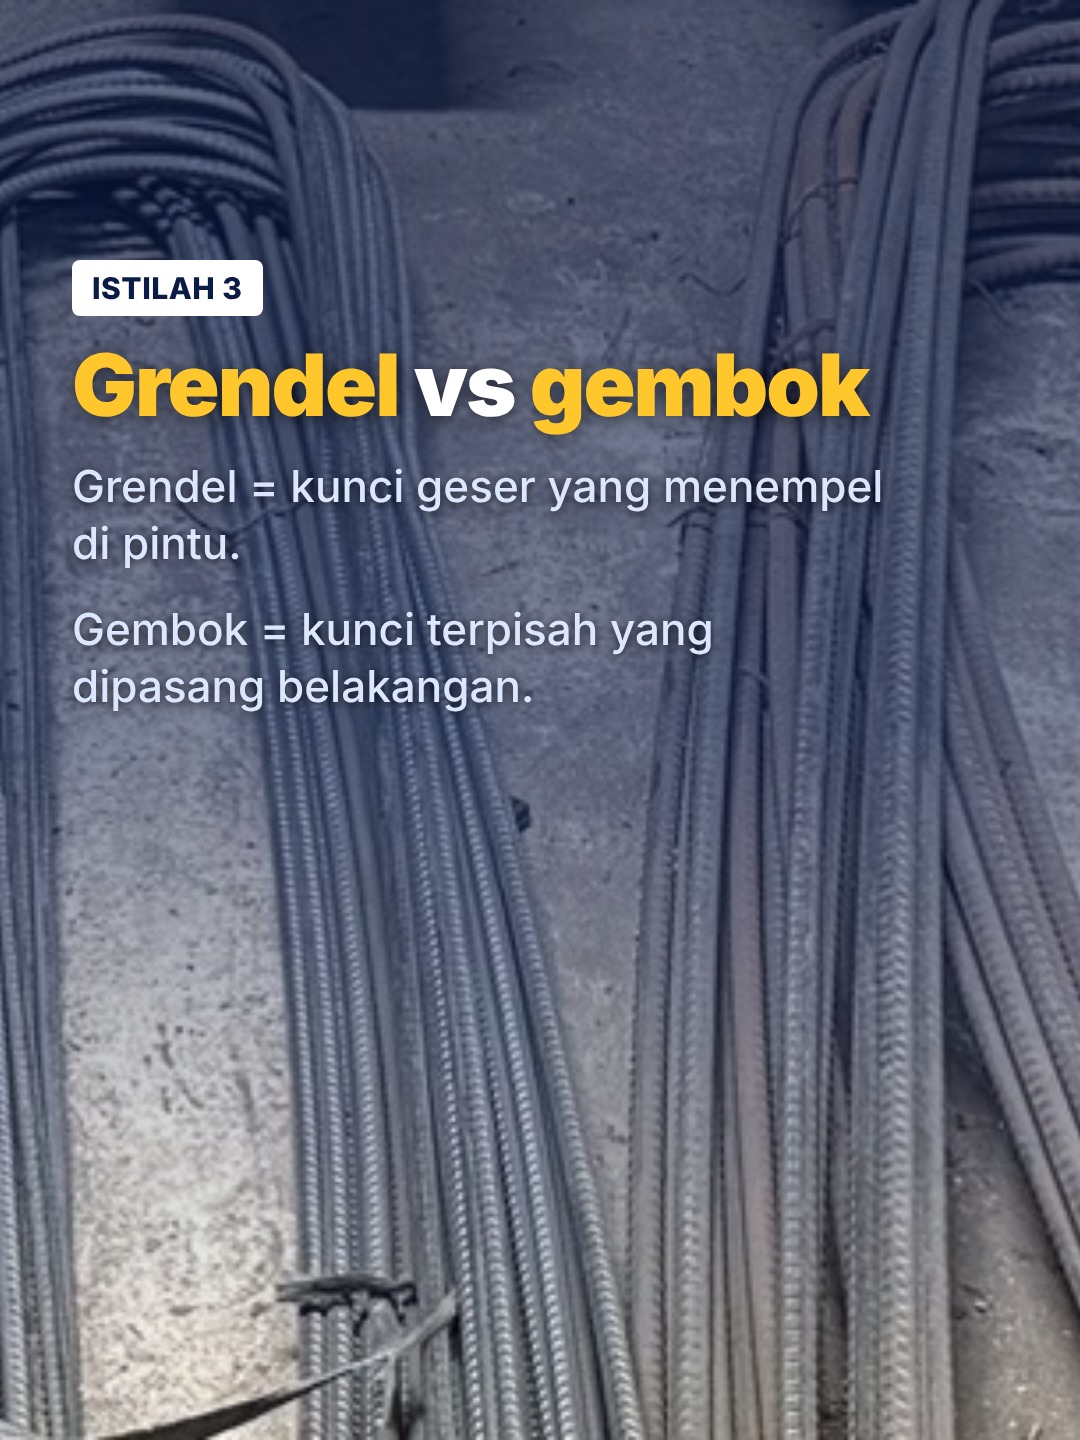 ISTILAH 3
Grendel vs gembok
Grendel = kunci geser yang menempel
di pintu.
Gembok = kunci terpisah yang
dipasang belakangan.